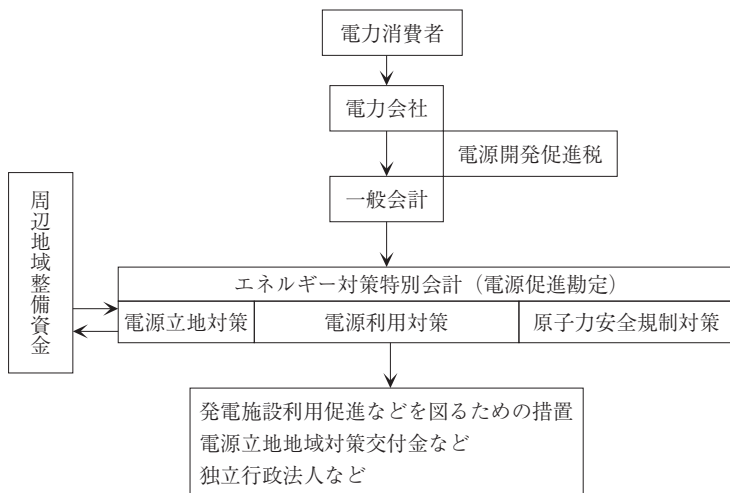 電力消費者
電力会社
電源開発促進税
一般会計
周辺地域整備資金
エネルギー対策特別会計（電源促進勘定）
電源立地対策
電源利用対策
原子力安全規制対策
発電施設利用促進などを図るための措置
電源立地地域対策交付金など
独立行政法人など